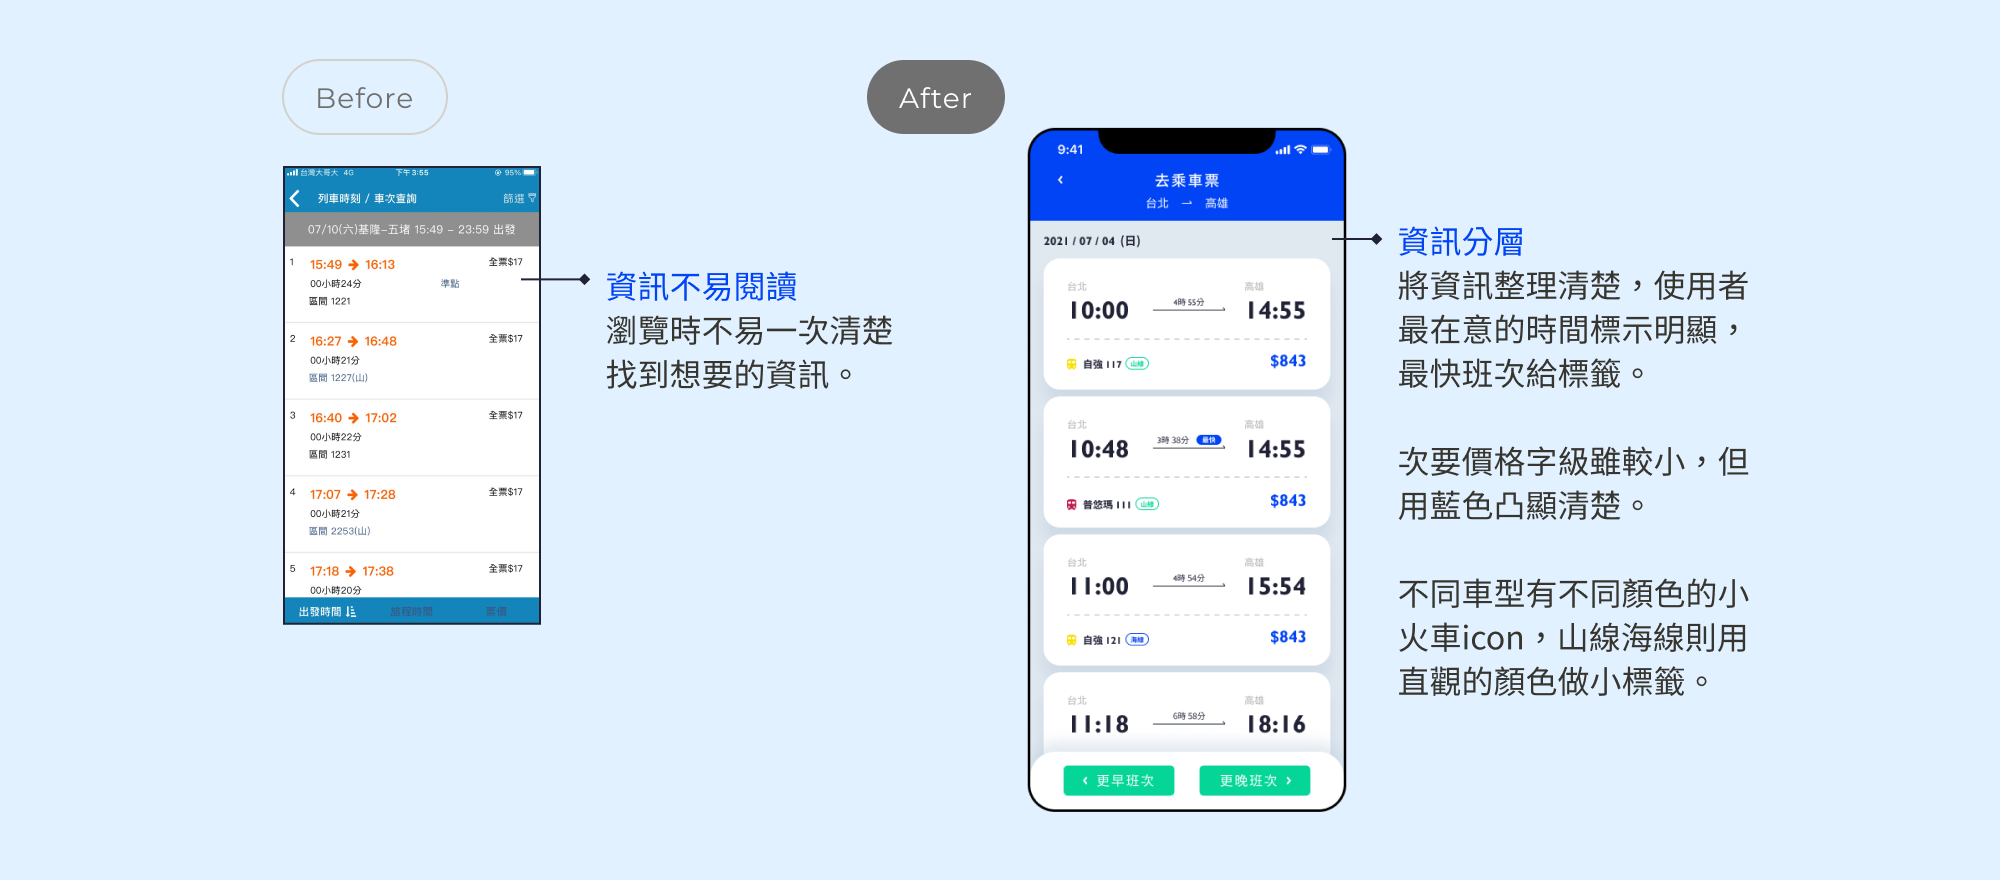 Before
台灣大哥大 4G 下午3:55 95%
列車時刻 / 車次查詢 篩選
07/10(六)基隆-五堵 15:49 - 23:59 出發
1 15:49 → 16:13 全票$17
00小時24分 準點
區間 1221
2 16:27 → 16:48 全票$17
00小時21分
區間 1227(山)
3 16:40 → 17:02 全票$17
00小時22分
區間 1231
4 17:07 → 17:28 全票$17
00小時21分
區間 2253(山)
5 17:18 → 17:38 全票$17
00小時20分
出發時間 旅程時間 票價
資訊不易閱讀
瀏覽時不易一次清楚
找到想要的資訊。
After
9:41
去乘車票
台北 → 高雄
2021 / 07 / 04 (日)
台北 高雄
10:00 4時 55分 14:55
自強 117 山線 $843
台北 高雄
10:48 3時 38分 最快 14:55
普悠瑪 111 山線 $843
台北 高雄
11:00 4時 54分 15:54
自強 121 海線 $843
台北 高雄
11:18 6時 58分 18:16
更早班次 更晚班次
資訊分層
將資訊整理清楚，使用者
最在意的時間標示明顯，
最快班次給標籤。
次要價格字級雖較小，但
用藍色凸顯清楚。
不同車型有不同顏色的小
火車icon，山線海線則用
直觀的顏色做小標籤。